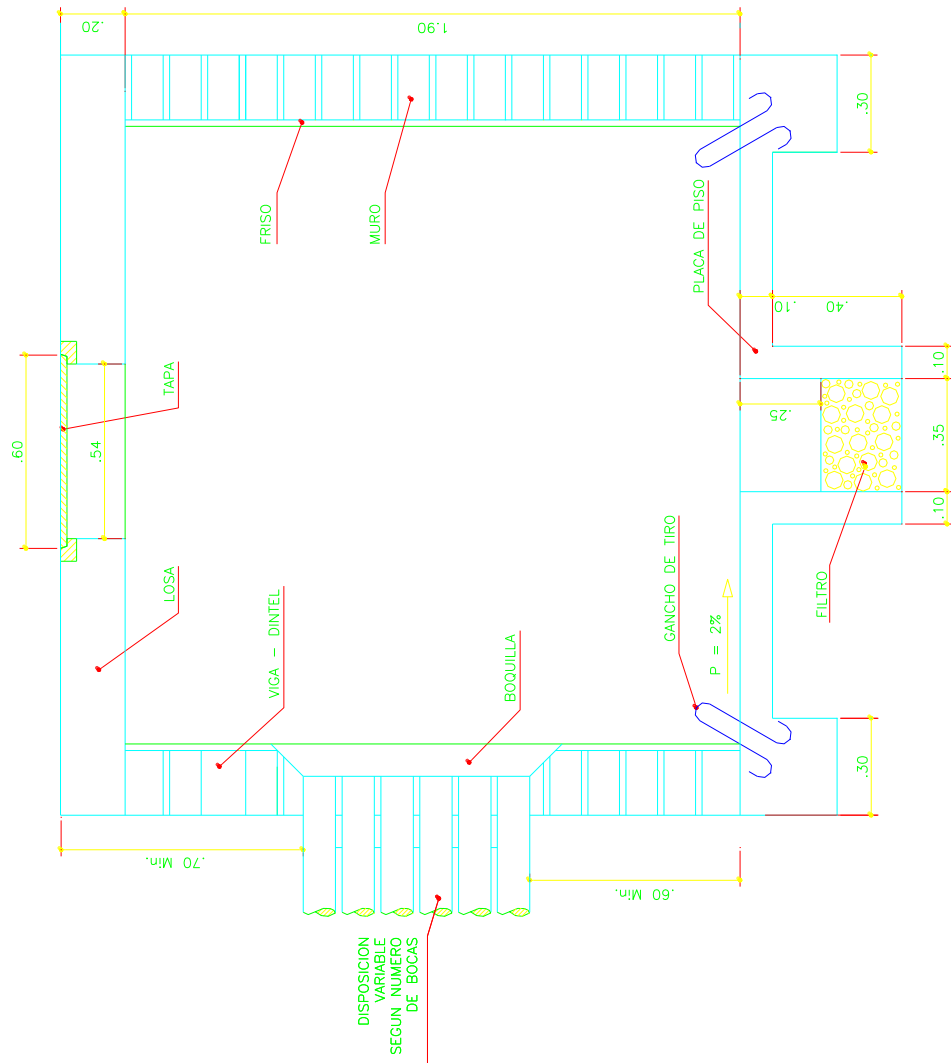 .20
1.90
.30
FRISO
MURO
PLACA DE PISO
.10
.40
.60
TAPA
.54
.25
.10
.35
.10
LOSA
VIGA - DINTEL
BOQUILLA
GANCHO DE TIRO
P = 2%
FILTRO
.30
.70 Min.
.60 Min.
DISPOSICION
VARIABLE
SEGUN NUMERO
DE BOCAS